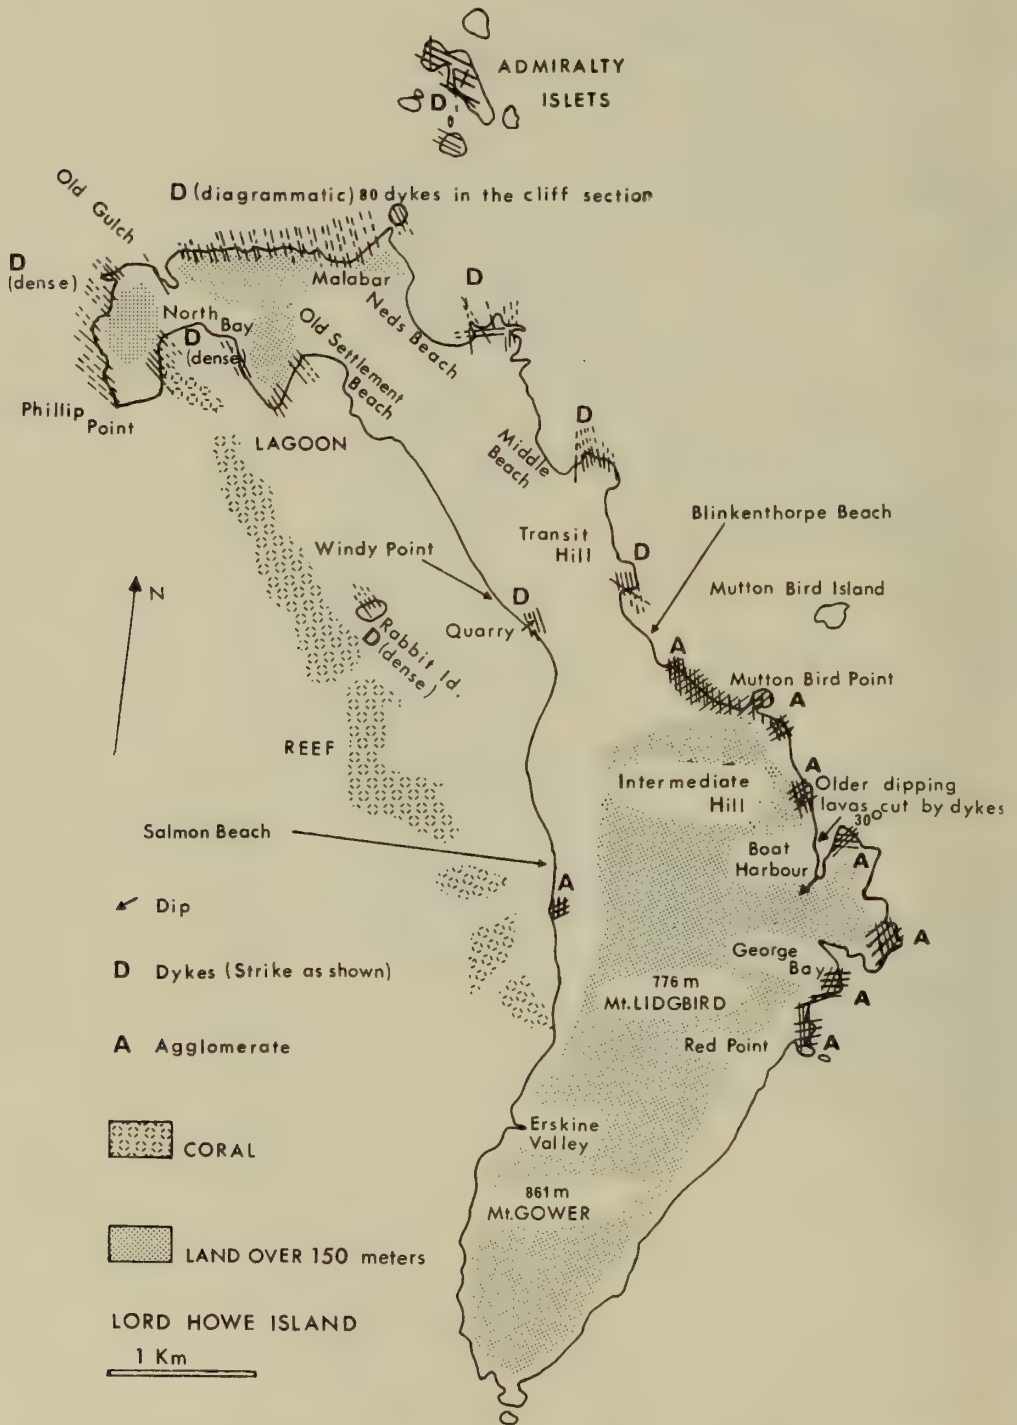 ADMIRALTY
ISLETS
D
D (diagrammatic) 80 dykes in the cliff section
Old Gulch
D
(dense)
Malabar
D
North
Bay
D
(dense)
Neds Beach
Old Settlement
Beach
Phillip
Point
LAGOON
D
Middle
Beach
Blinkenthorpe Beach
Transit
Hill
Windy Point
D
N
Mutton Bird Island
D
Quarry
Rabbit Id.
D
(dense)
A
Mutton Bird Point
A
REEF
A
Intermediate
Hill
Older dipping
lavas cut by dykes
30°
Salmon Beach
Boat
Harbour
A
A
Dip
A
George
Bay
D Dykes (Strike as shown)
776 m
Mt.LIDGBIRD
A
A Agglomerate
Red Point
A
Erskine
Valley
CORAL
861 m
Mt.GOWER
LAND OVER 150 meters
LORD HOWE ISLAND
1 Km